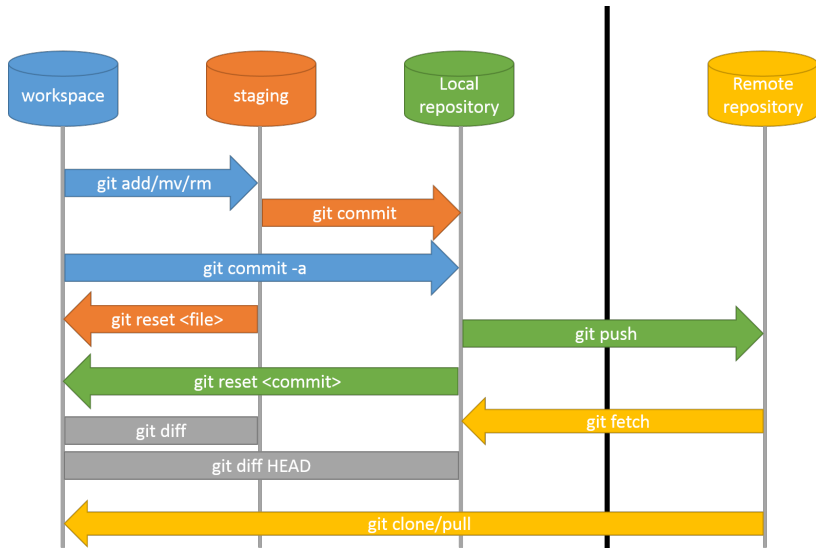 workspace
staging
Local
repository
Remote
repository
git add/mv/rm
git commit
git commit -a
git reset <file>
git push
git reset <commit>
git fetch
git diff
git diff HEAD
git clone/pull